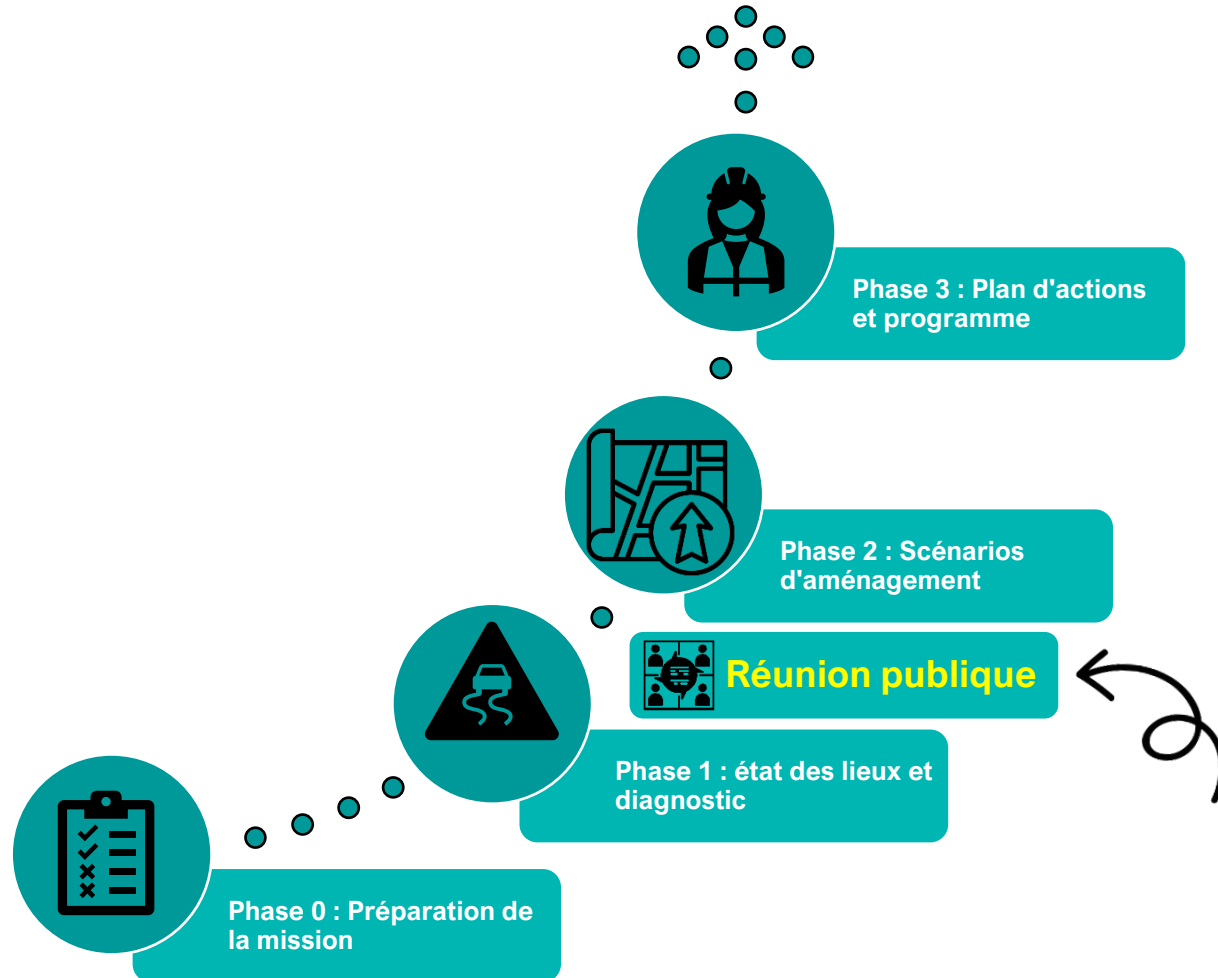 Phase 3 : Plan d'actions
et programme
Phase 2 : Scénarios
d'aménagement
Réunion publique
Phase 1 : état des lieux et
diagnostic
Phase 0 : Préparation de
la mission